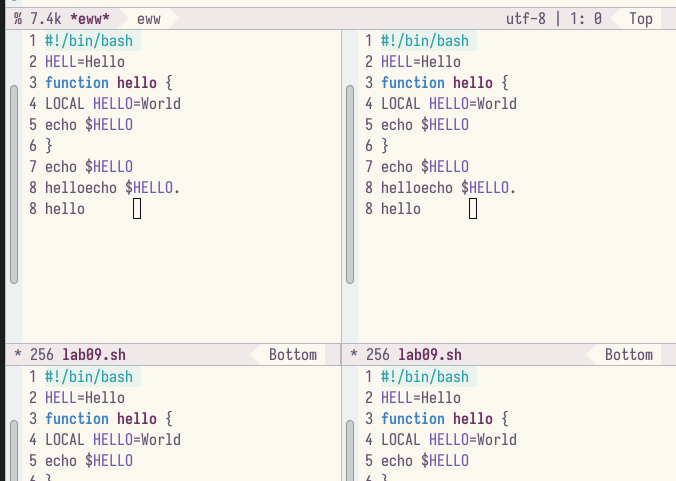 % 7.4k *eww* eww utf-8 | 1: 0 Top
1 #!/bin/bash
2 HELL=Hello
3 function hello {
4 LOCAL HELLO=World
5 echo $HELLO
6 }
7 echo $HELLO
8 helloecho $HELLO.
8 hello
* 256 lab09.sh Bottom
1 #!/bin/bash
2 HELL=Hello
3 function hello {
4 LOCAL HELLO=World
5 echo $HELLO
6 }
1 #!/bin/bash
2 HELL=Hello
3 function hello {
4 LOCAL HELLO=World
5 echo $HELLO
6 }
7 echo $HELLO
8 helloecho $HELLO.
8 hello
* 256 lab09.sh Bottom
1 #!/bin/bash
2 HELL=Hello
3 function hello {
4 LOCAL HELLO=World
5 echo $HELLO
6 }